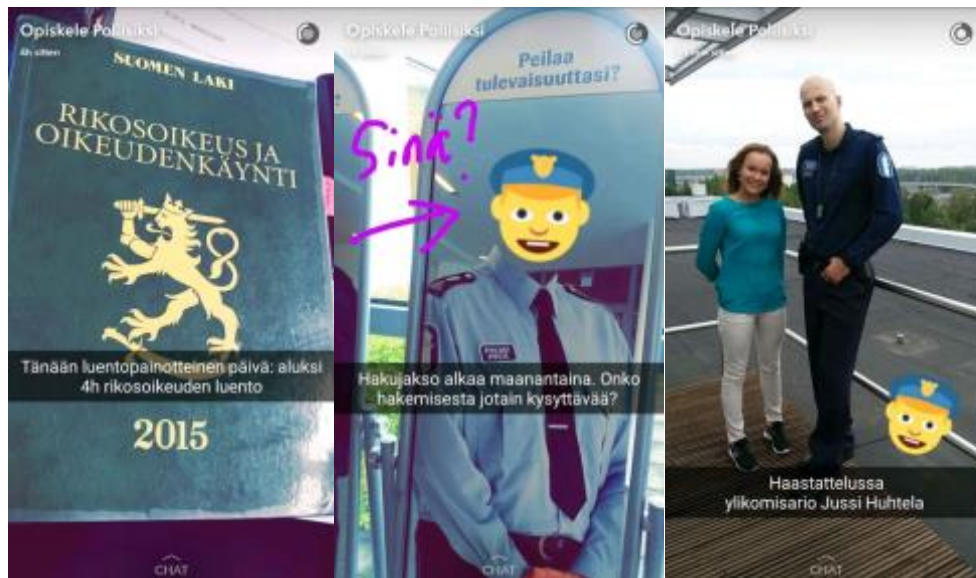 Opiskele Poliisiksi
4h sitten
SUOMEN LAKI
RIKOSOIKEUS JA
OIKEUDENKÄYNTI
Tänään luentopainotteinen päivä: aluksi
4h rikosoikeuden luento
2015
CHAT
Opiskele Poliisiksi
Peilaa
tulevaisuuttasi?
Sinä?
Hakujakso alkaa maanantaina. Onko
hakemisesta jotain kysyttävää?
CHAT
Opiskele Poliisiksi
Haastattelussa
ylikomisario Jussi Huhtela
CHAT